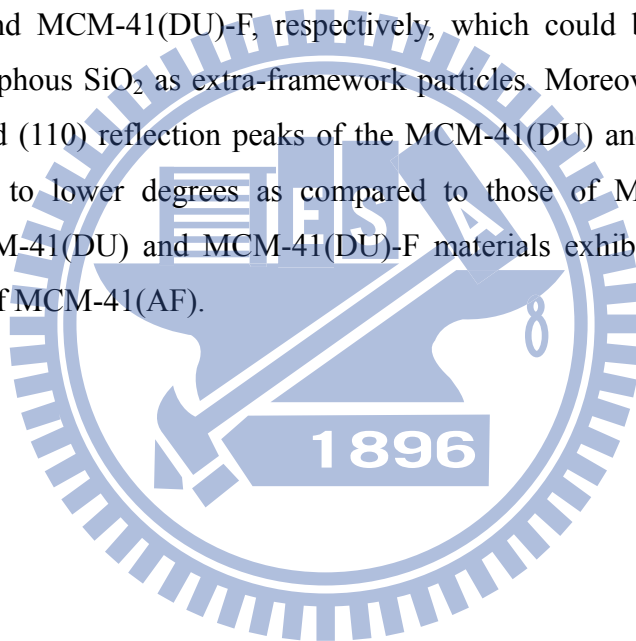 nd MCM-41(DU)-F, respectively, which could b
phous SiO₂ as extra-framework particles. Moreov
d (110) reflection peaks of the MCM-41(DU) an
to lower degrees as compared to those of M
M-41(DU) and MCM-41(DU)-F materials exhib
f MCM-41(AF).
E S A
8
1896